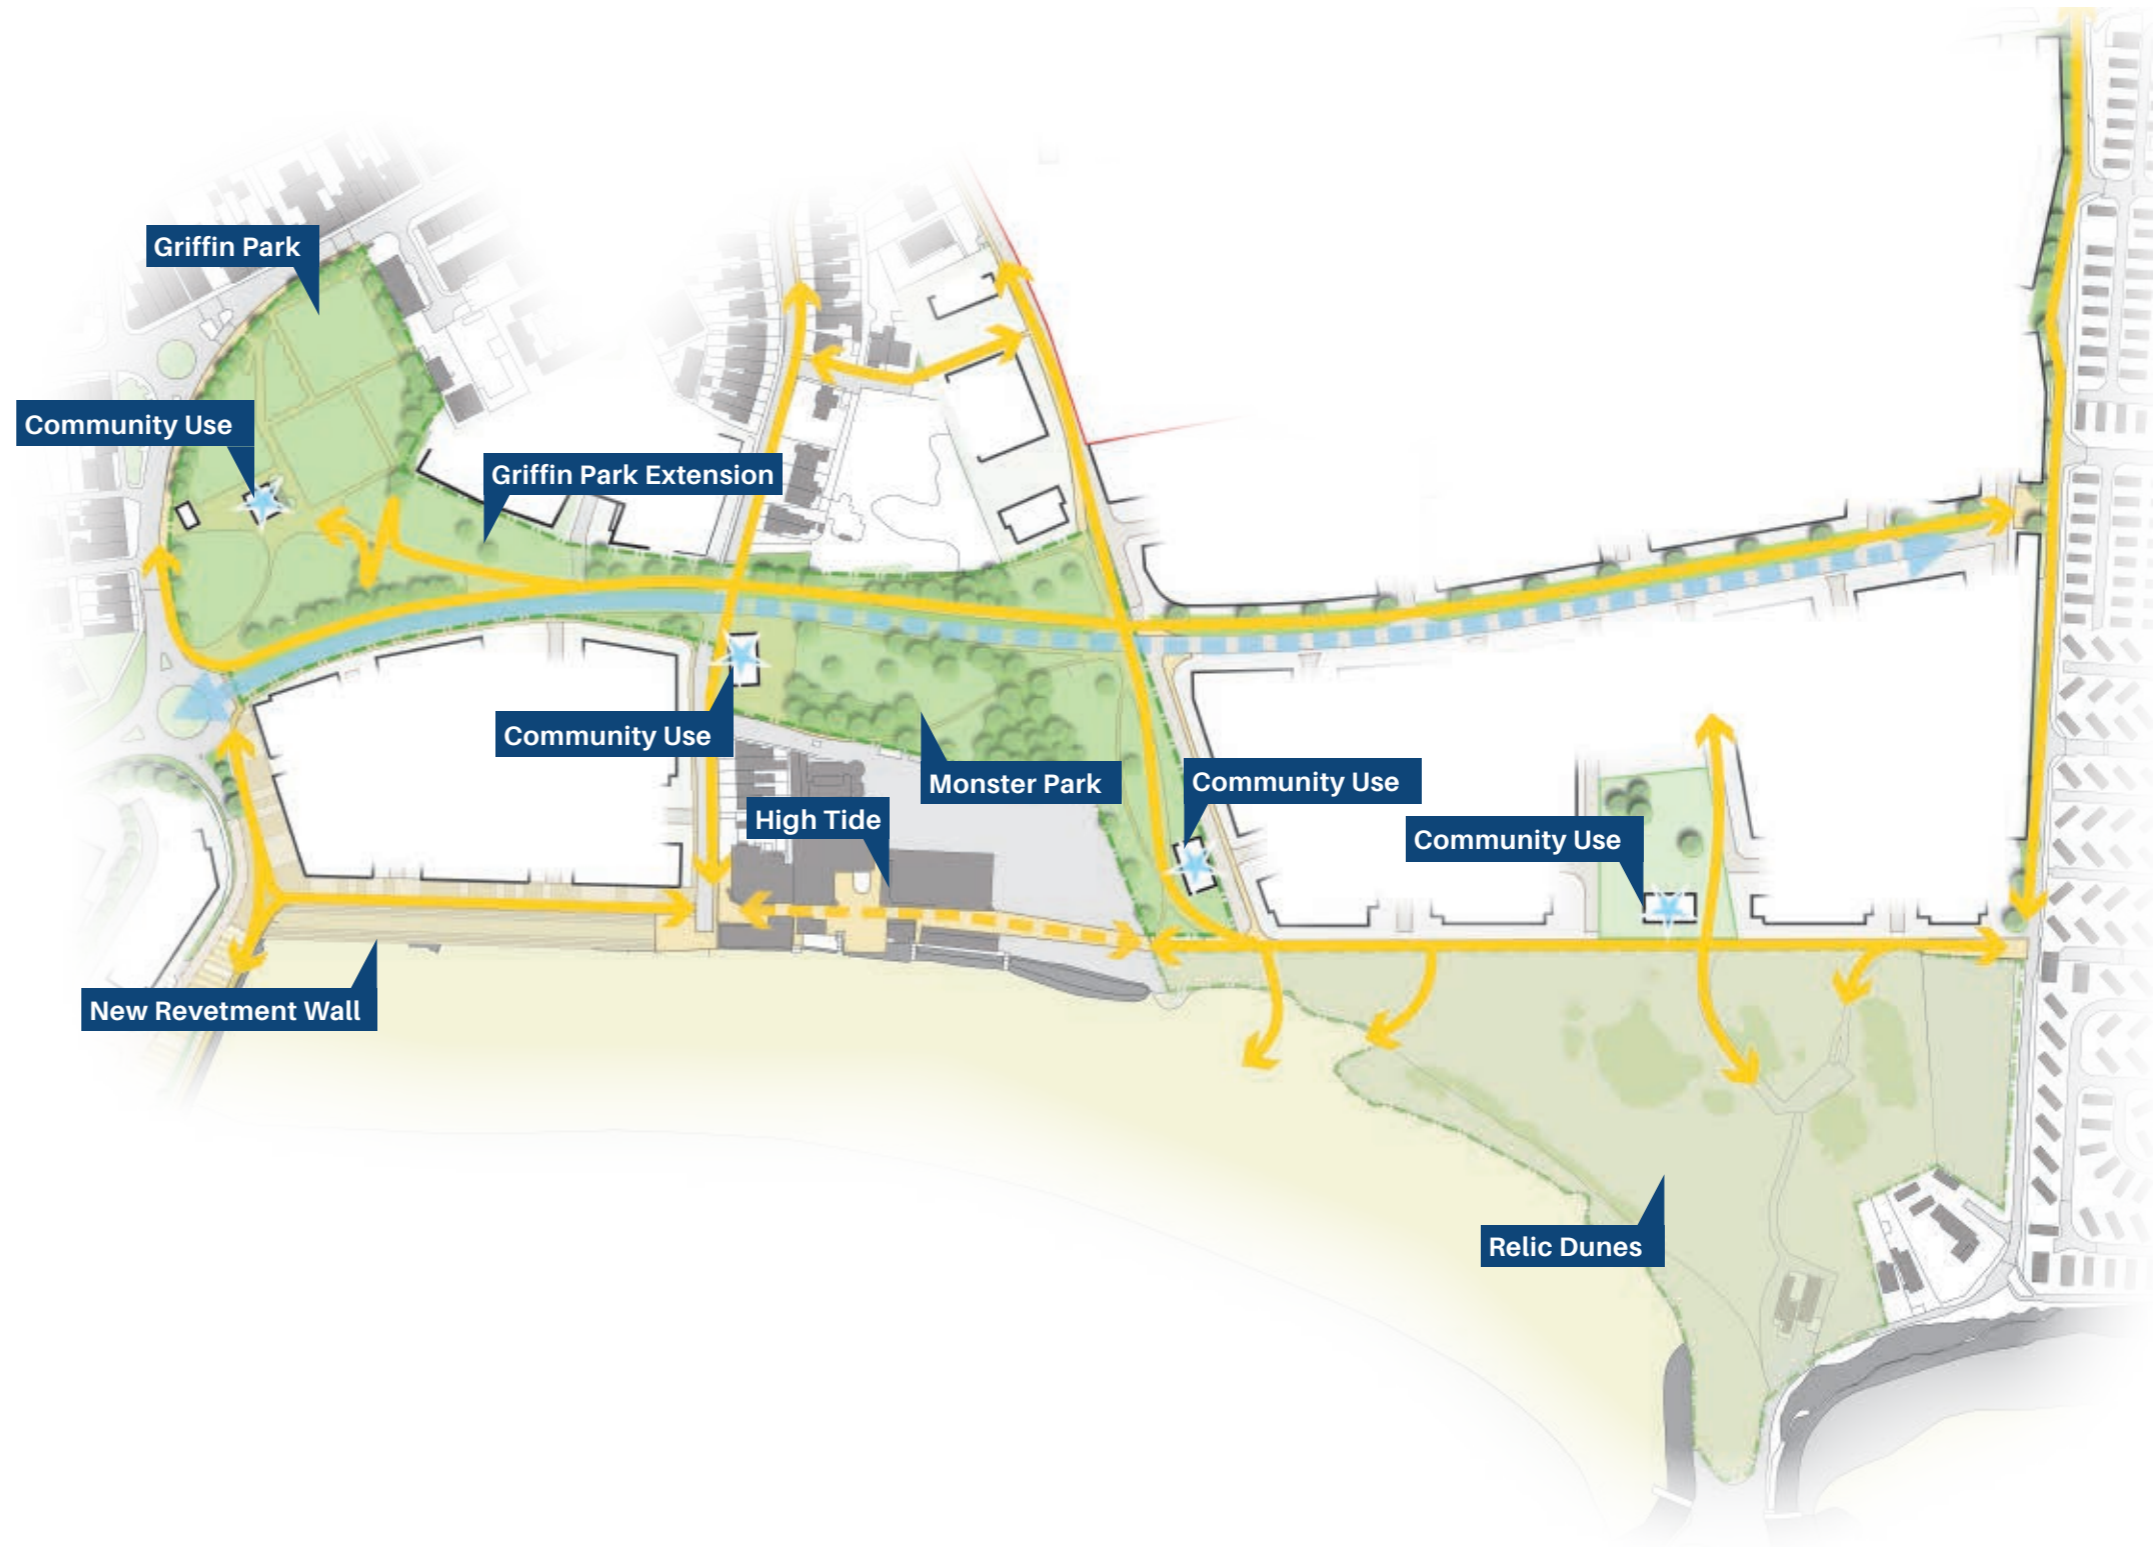 Griffin Park
Community Use
Griffin Park Extension
Community Use
Monster Park
Community Use
High Tide
Community Use
New Revetment Wall
Relic Dunes